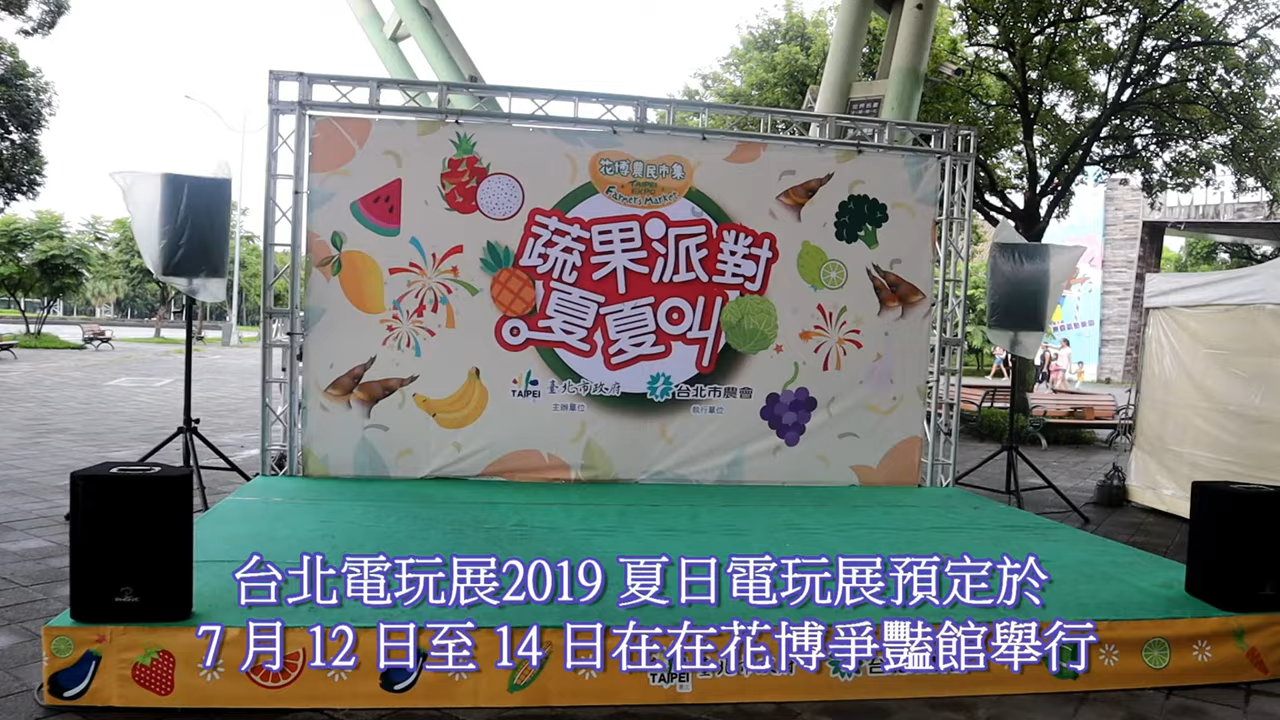 花博農民市集
TAIPEI
EXPO
Farmers Market
蔬果派對
夏夏叫
TAIPEI 臺北市政府 台北市農會
主辦單位 執行單位
台北電玩展2019 夏日電玩展預定於
7 月 12 日至 14 日在在花博爭豔館舉行
TAIPEI